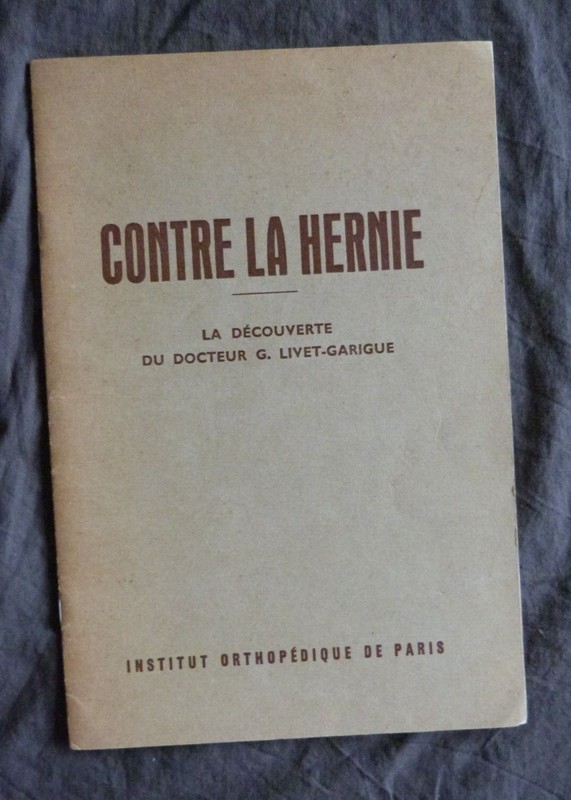 CONTRE LA HERNIE
LA DÉCOUVERTE
DU DOCTEUR G. LIVET-GARIGUE
INSTITUT ORTHOPÉDIQUE DE PARIS